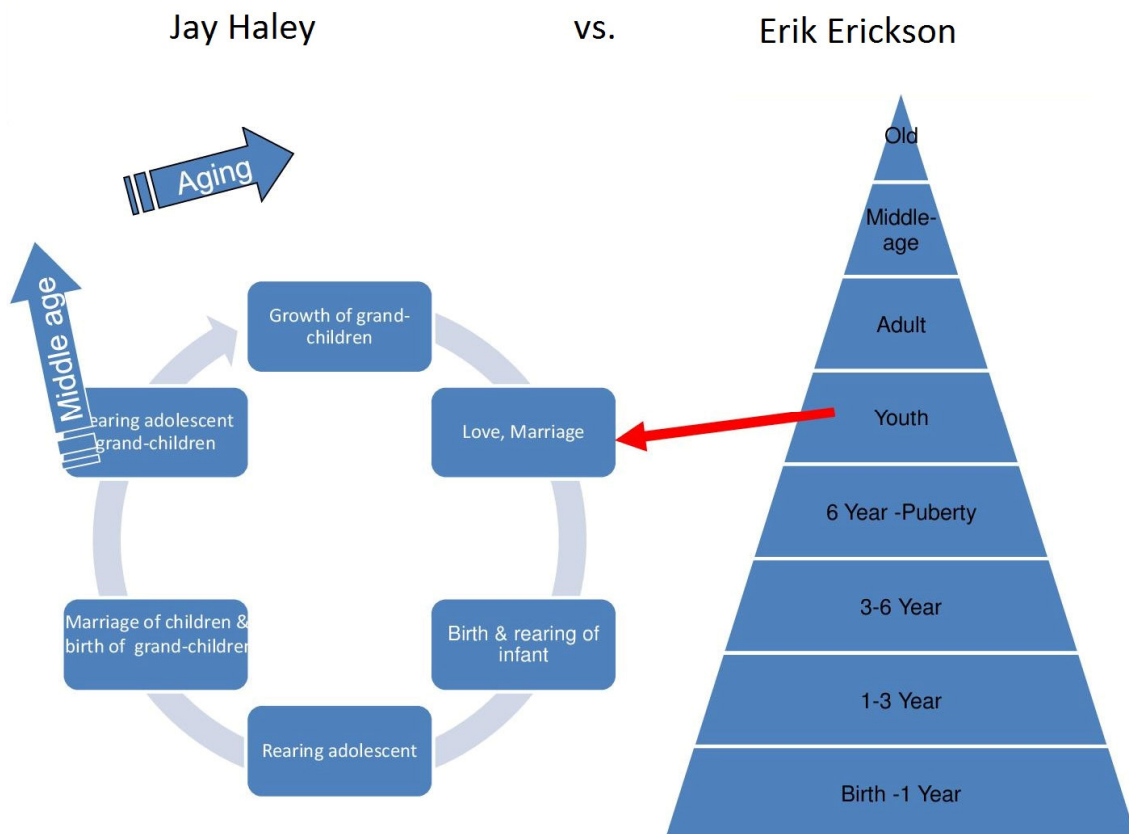 Jay Haley vs. Erik Erickson
Aging
Middle age
Growth of grand-
children
Love, Marriage
Birth & rearing of
infant
Rearing adolescent
Marriage of children &
birth of grand-children
earing adolescent
grand-children
Old
Middle-
age
Adult
Youth
6 Year -Puberty
3-6 Year
1-3 Year
Birth -1 Year